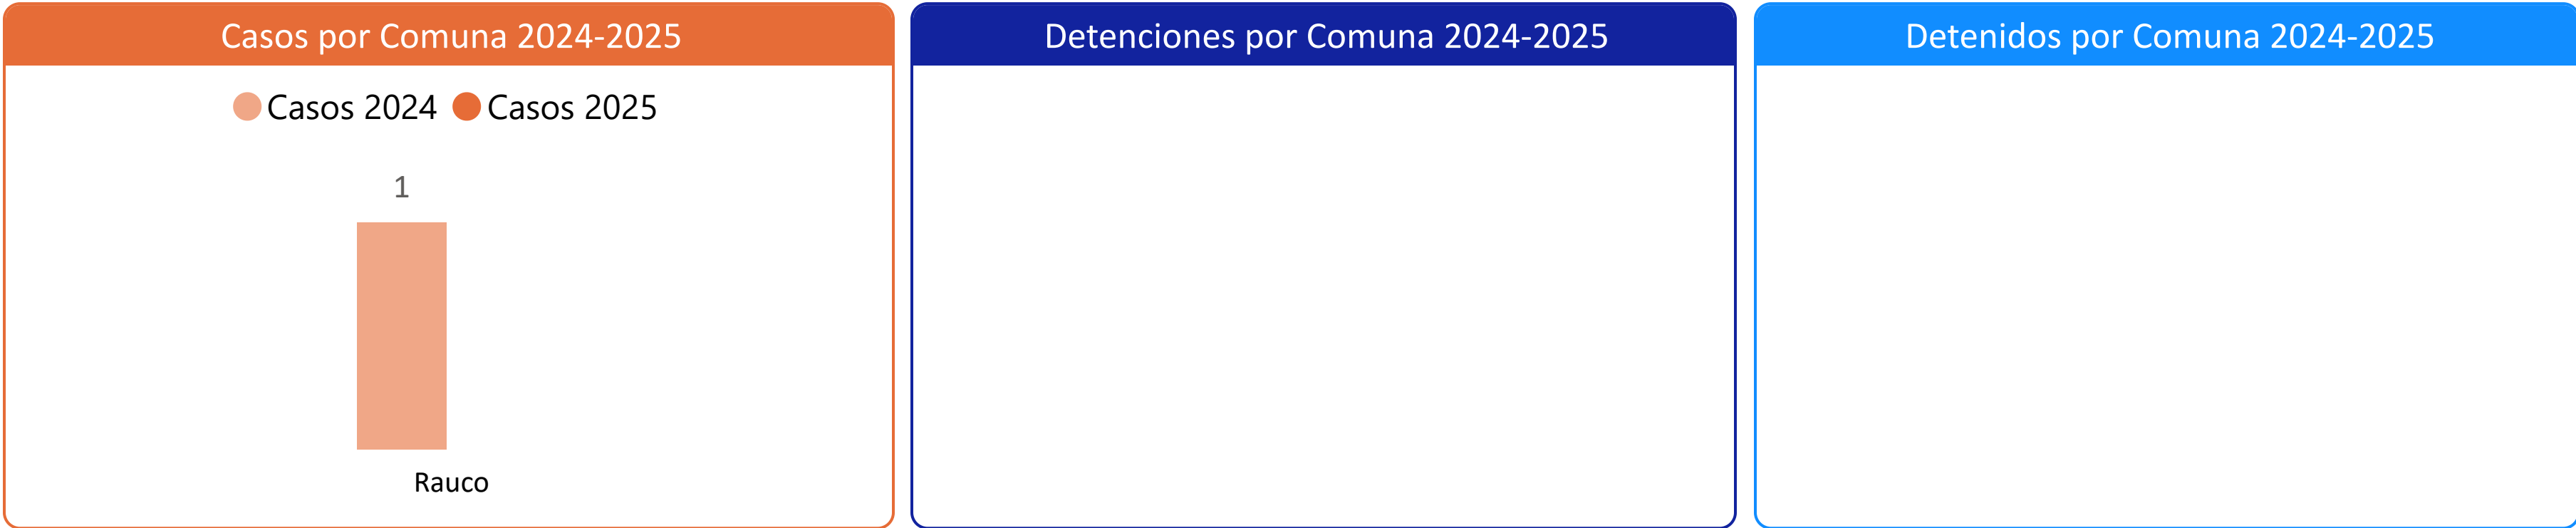 Casos por Comuna 2024-2025
Casos 2024 Casos 2025
1
Rauco
Detenciones por Comuna 2024-2025
Detenidos por Comuna 2024-2025